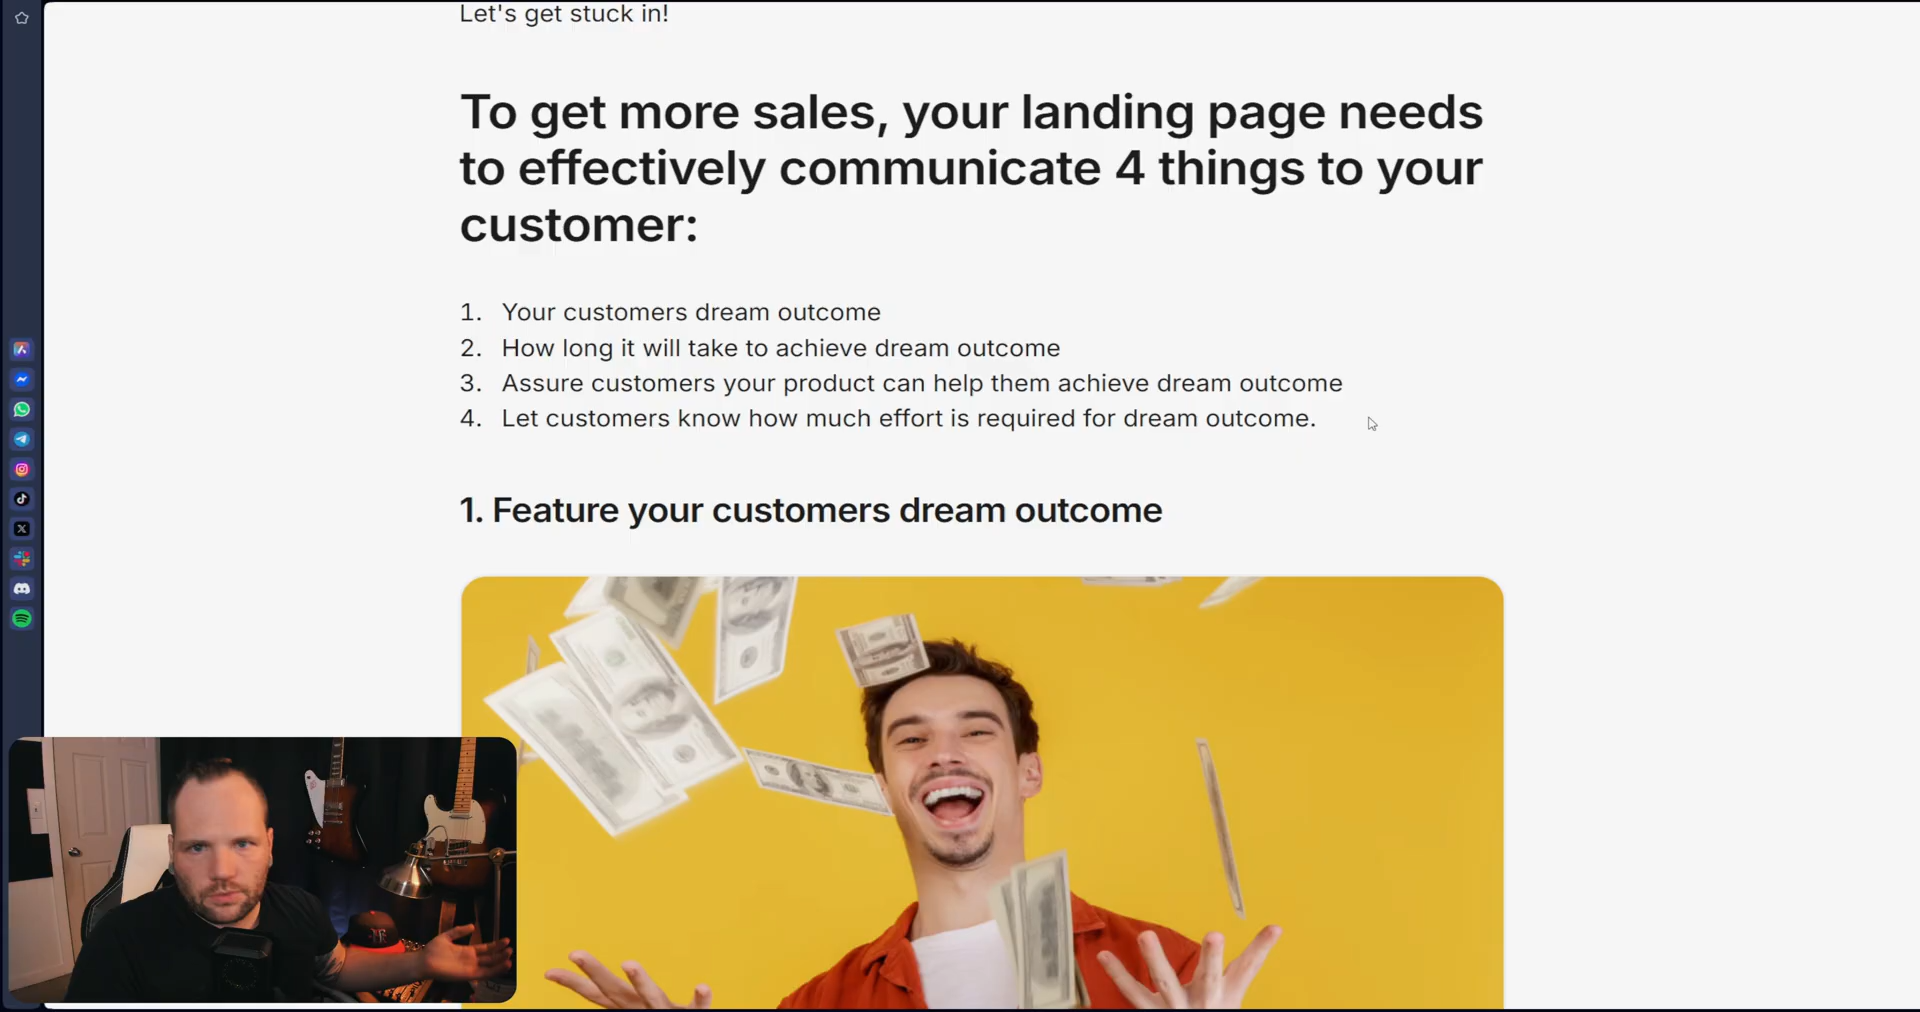 Let's get stuck in!
To get more sales, your landing page needs
to effectively communicate 4 things to your
customer:
1. Your customers dream outcome
2. How long it will take to achieve dream outcome
3. Assure customers your product can help them achieve dream outcome
4. Let customers know how much effort is required for dream outcome.
1. Feature your customers dream outcome